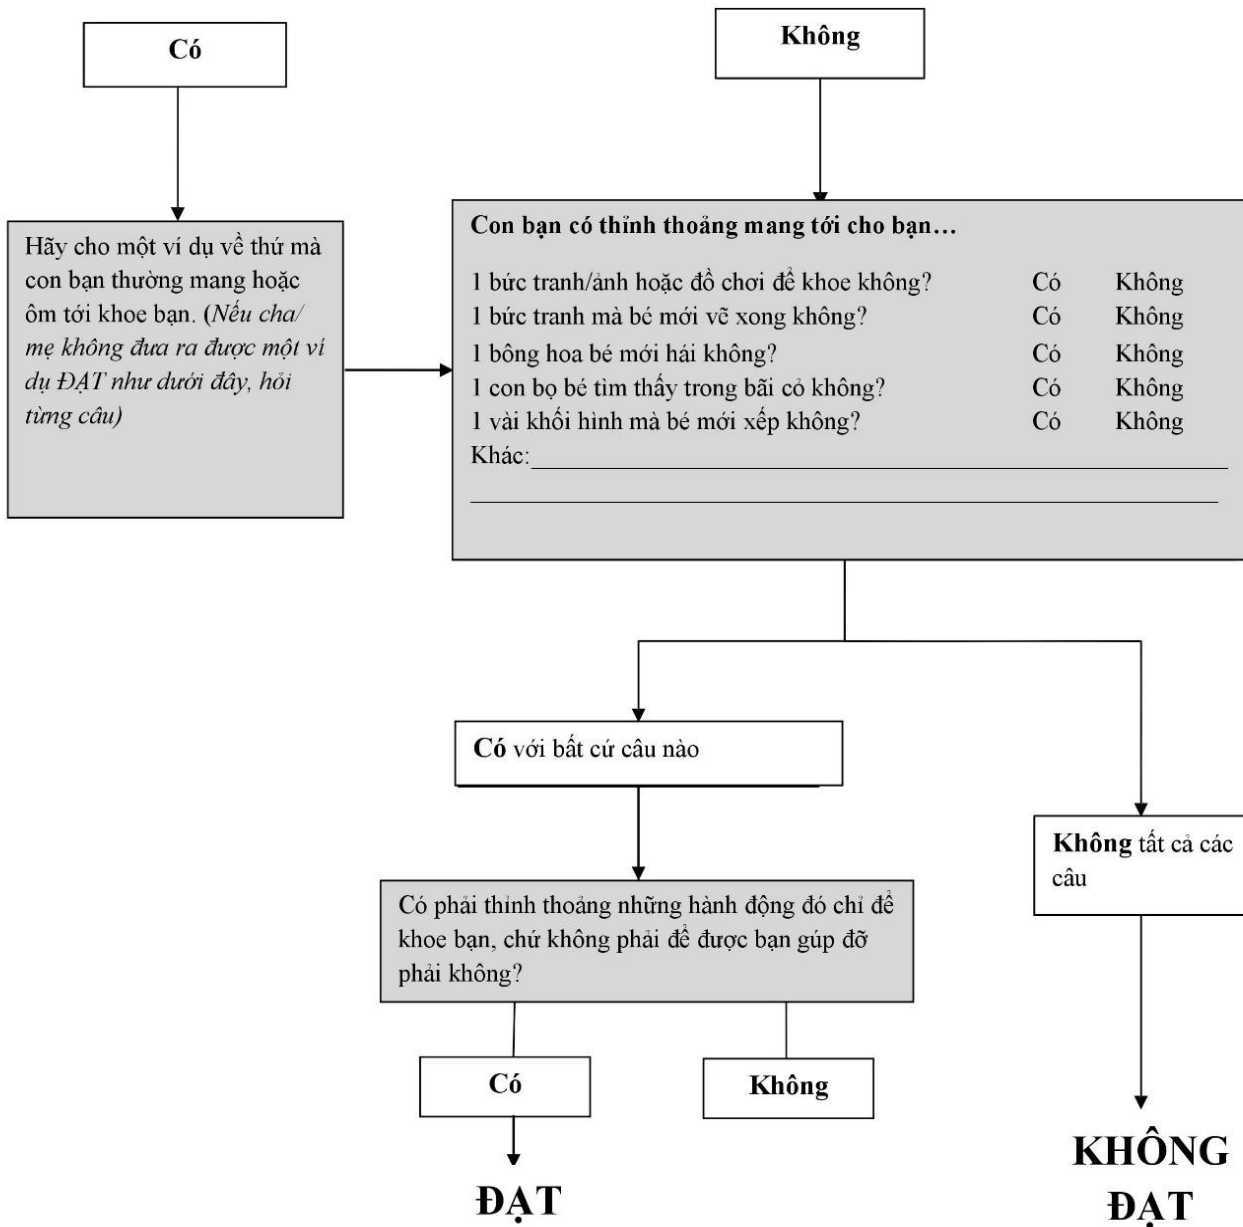 Có
Không
Hãy cho một ví dụ về thứ mà
con bạn thường mang hoặc
ôm tới khoe bạn. (Nếu cha/
mẹ không đưa ra được một ví
dụ ĐẠT như dưới đây, hỏi
từng câu)
Con bạn có thỉnh thoảng mang tới cho bạn…
1 bức tranh/ảnh hoặc đồ chơi để khoe không? Có Không
1 bức tranh mà bé mới vẽ xong không? Có Không
1 bông hoa bé mới hái không? Có Không
1 con bọ bé tìm thấy trong bãi cỏ không? Có Không
1 vài khối hình mà bé mới xếp không? Có Không
Khác:
Có với bất cứ câu nào
Không tất cả các
câu
Có phải thỉnh thoảng những hành động đó chỉ để
khoe bạn, chứ không phải để được bạn gúp đỡ
phải không?
Có
Không
ĐẠT
KHÔNG
ĐẠT